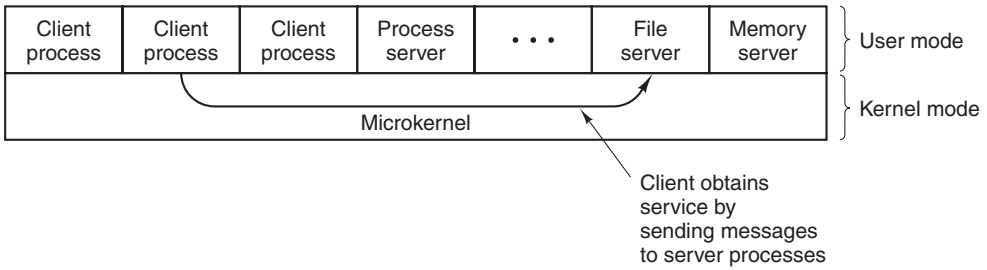 Client process
Client process
Client process
Process server
• • •
File server
Memory server
User mode
Microkernel
Kernel mode
Client obtains
service by
sending messages
to server processes